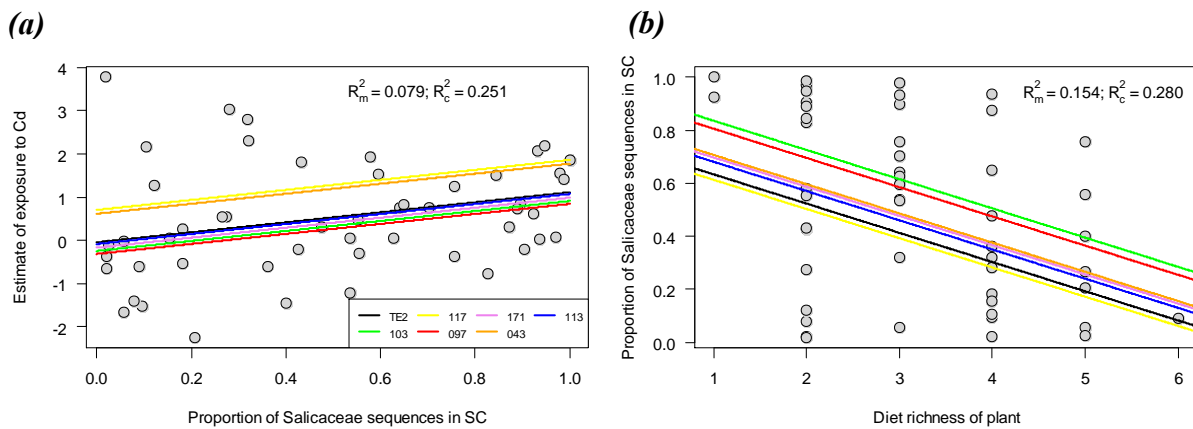 (a)
Estimate of exposure to Cd
4
3
2
1
0
-1
-2
R²m = 0.079; R²c = 0.251
TE2 117 171 113
103 097 043
0.0 0.2 0.4 0.6 0.8 1.0
Proportion of Salicaceae sequences in SC
(b)
Proportion of Salicaceae sequences in SC
1.0
0.8
0.6
0.4
0.2
0.0
R²m = 0.154; R²c = 0.280
1 2 3 4 5 6
Diet richness of plant